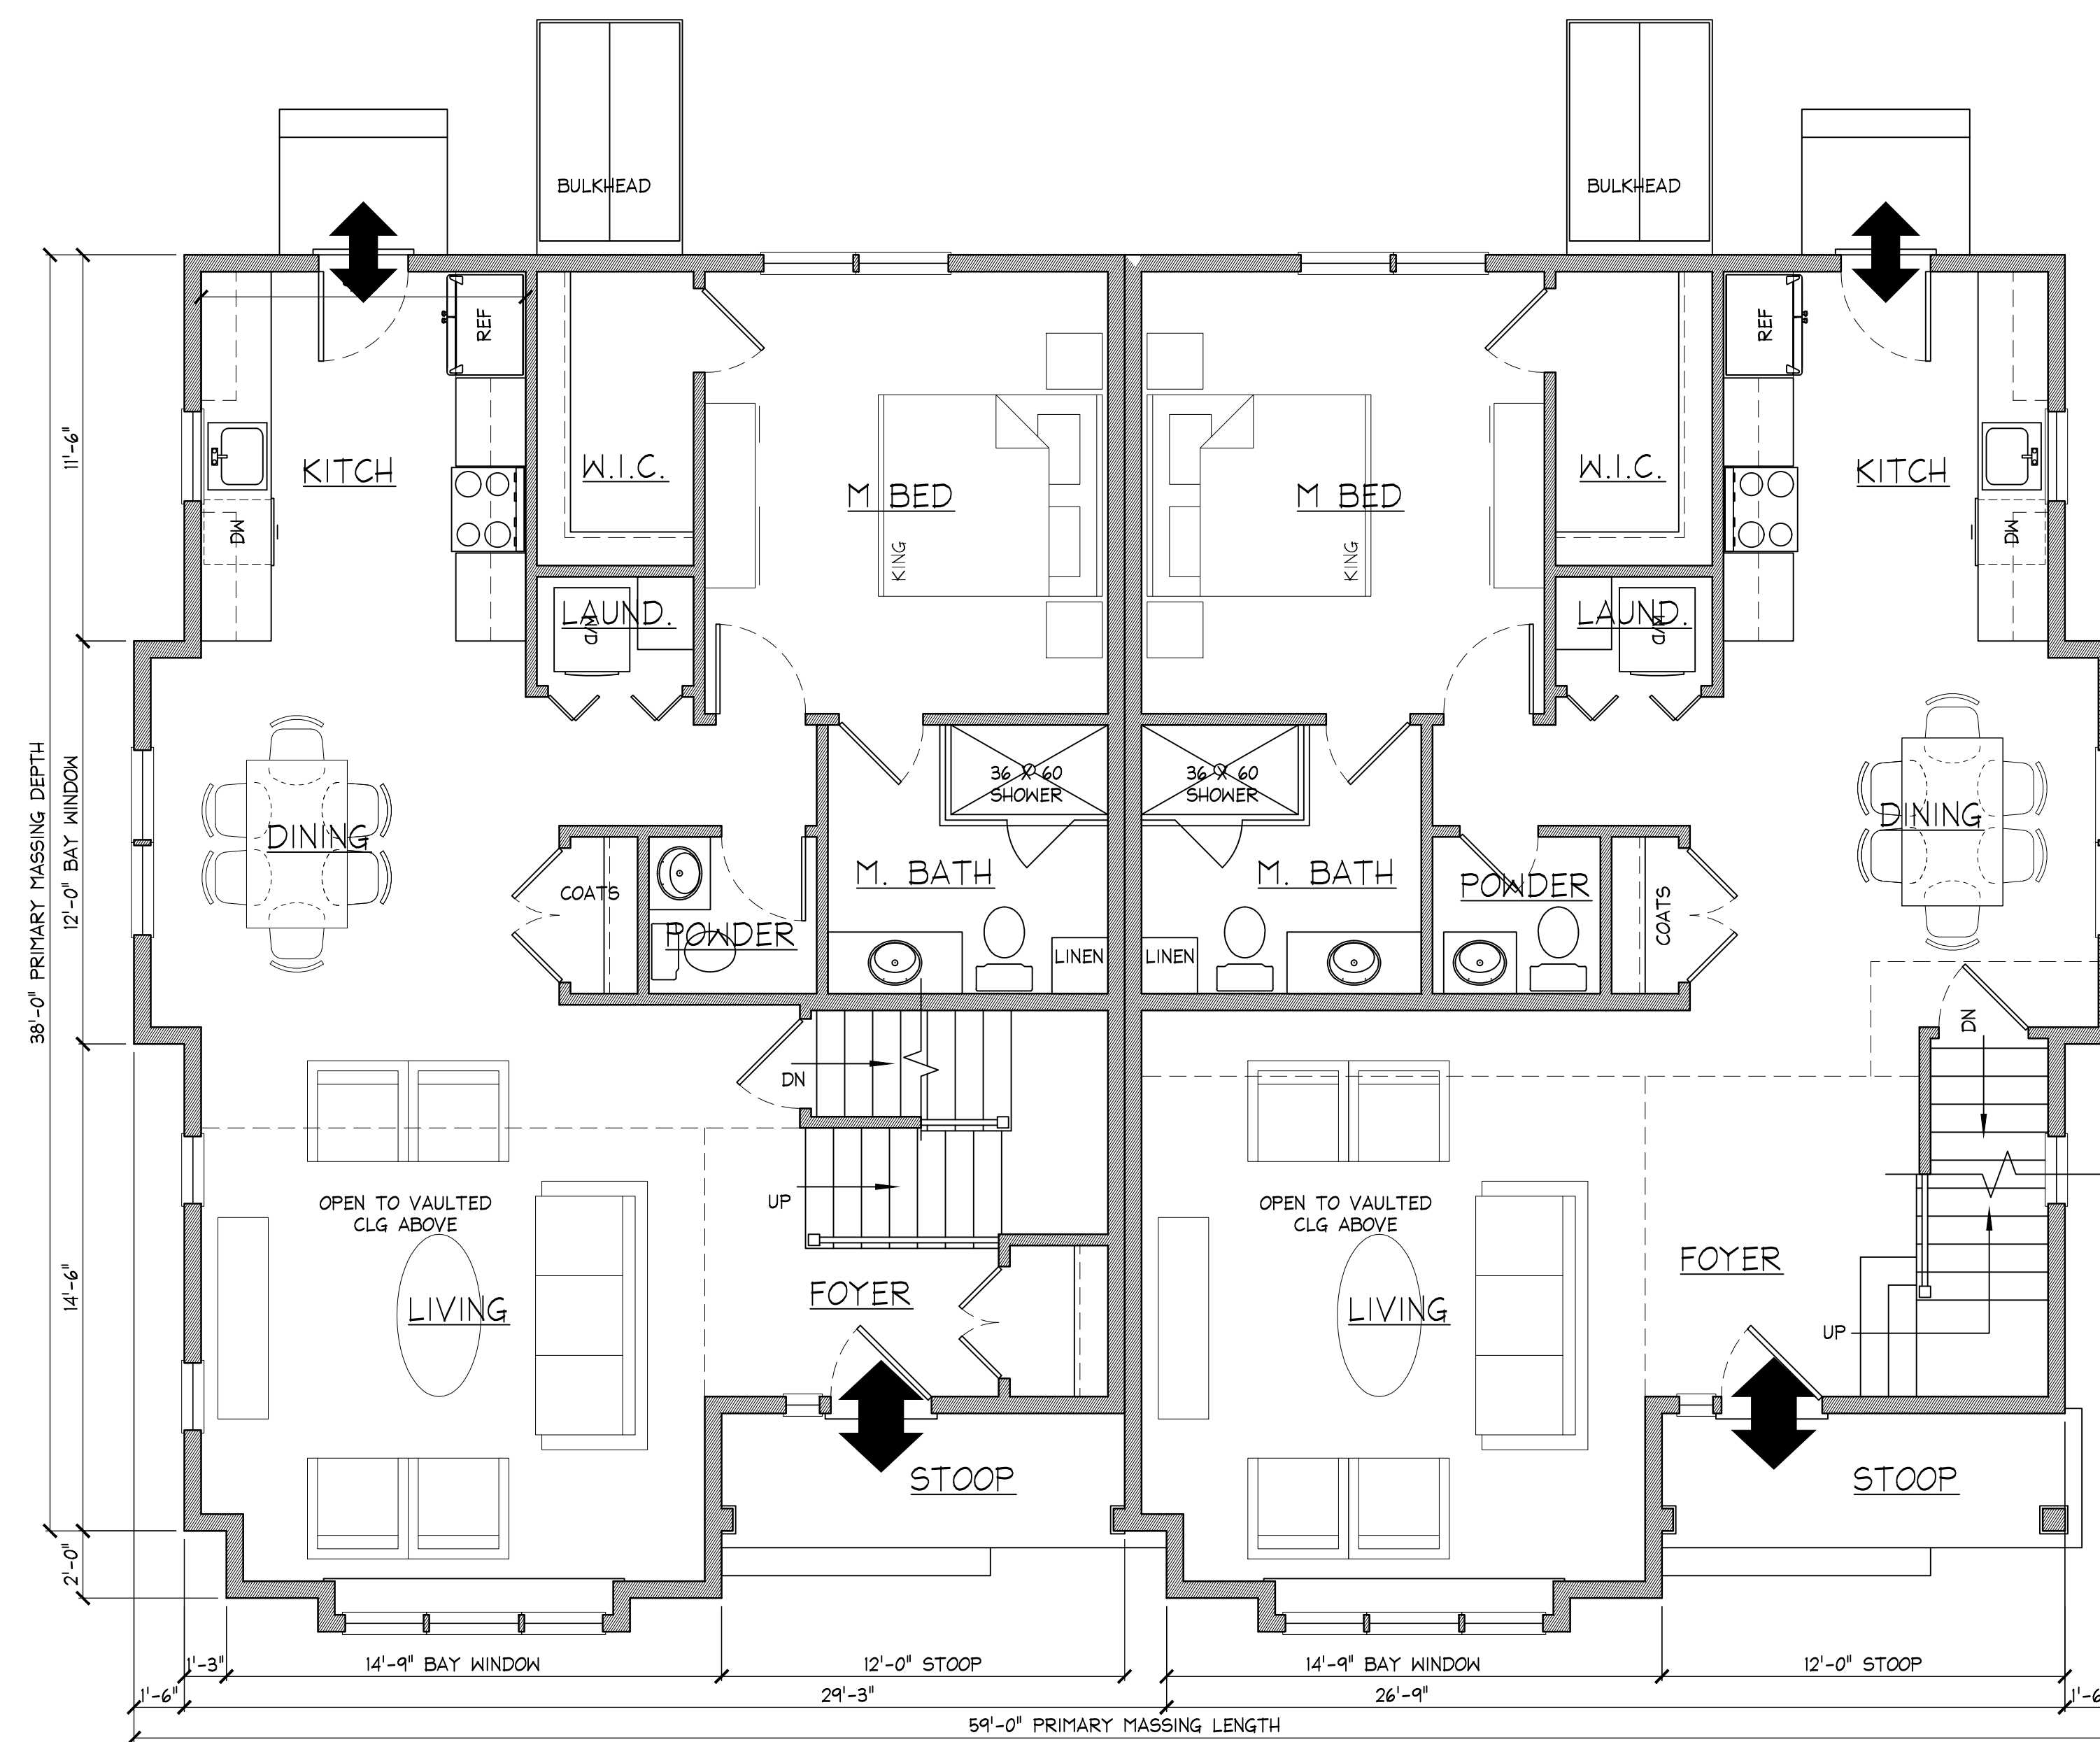 BULKHEAD
BULKHEAD
REF
REF
11'-6"
KITCH
W.I.C.
M BED
M BED
W.I.C.
KITCH
DW
KING
KING
DW
LAUND.
W/D
LAUND.
W/D
38'-0" PRIMARY MASSING DEPTH
12'-0" BAY WINDOW
36 X 60
SHOWER
36 X 60
SHOWER
DINING
DINING
COATS
M. BATH
M. BATH
POWDER
COATS
POWDER
LINEN
LINEN
DN
DN
UP
OPEN TO VAULTED
CLG ABOVE
OPEN TO VAULTED
CLG ABOVE
FOYER
FOYER
14'-6"
LIVING
LIVING
UP
STOOP
STOOP
2'-0"
1'-3"
14'-9" BAY WINDOW
12'-0" STOOP
14'-9" BAY WINDOW
12'-0" STOOP
1'-6"
29'-3"
26'-9"
59'-0" PRIMARY MASSING LENGTH